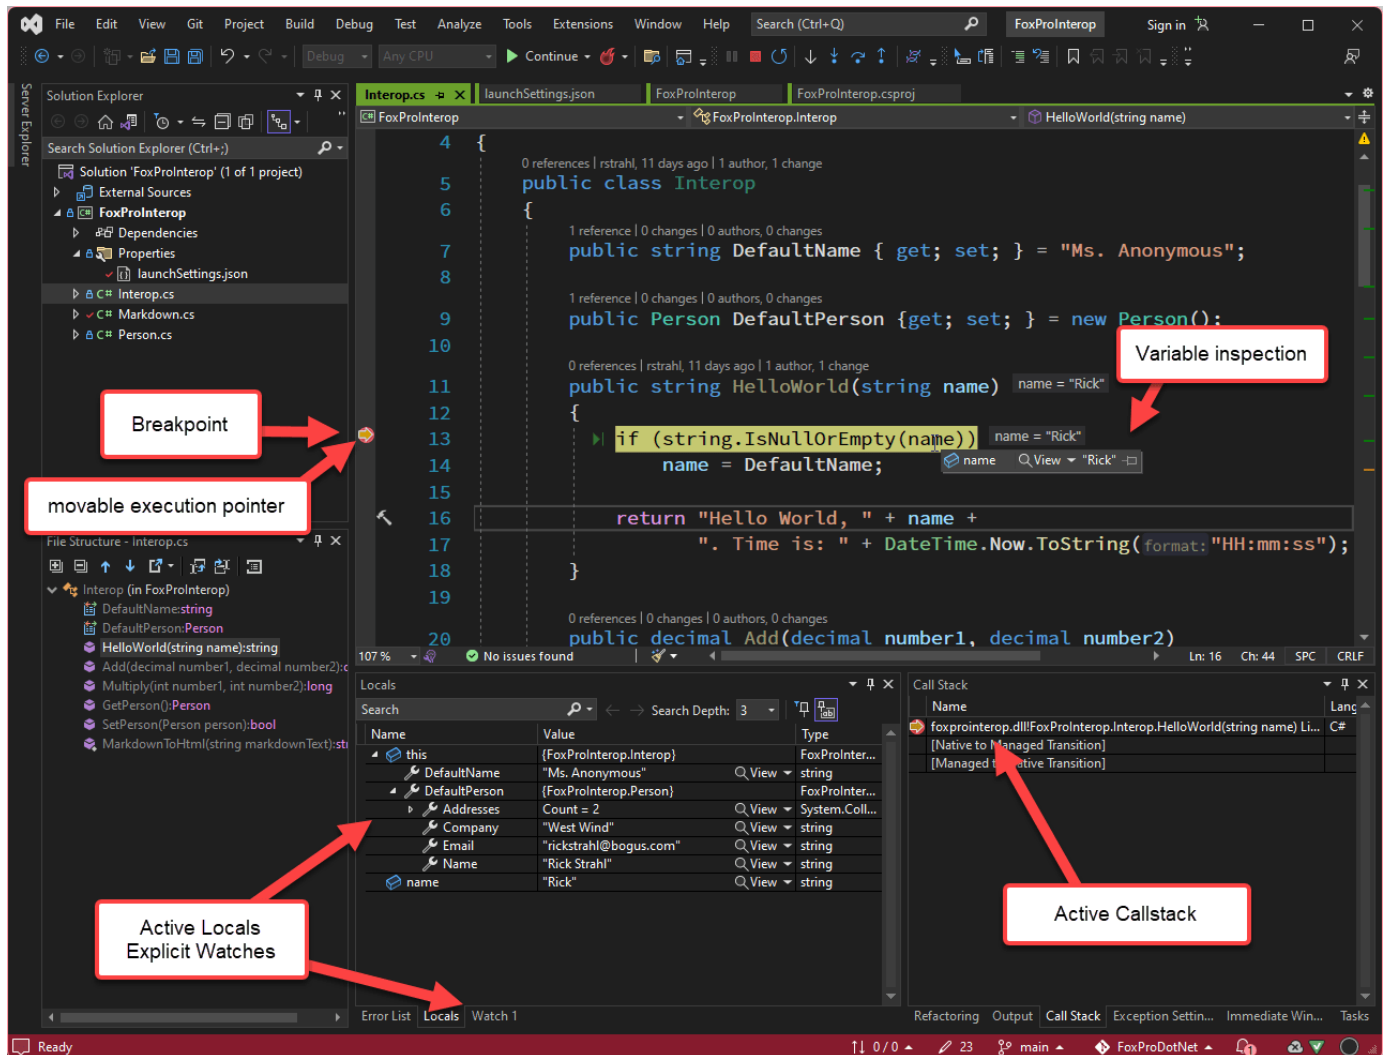 File Edit View Git Project Build Debug Test Analyze Tools Extensions Window Help Search (Ctrl+Q) FoxProInterop Sign in
Debug Any CPU Continue
Server Explorer
Solution Explorer
Search Solution Explorer (Ctrl+;)
Solution 'FoxProInterop' (1 of 1 project)
External Sources
FoxProInterop
Dependencies
Properties
launchSettings.json
C# Interop.cs
C# Markdown.cs
C# Person.cs
Breakpoint
movable execution pointer
File Structure - Interop.cs
Interop (in FoxProInterop)
DefaultName:string
DefaultPerson:Person
HelloWorld(string name):string
Add(decimal number1, decimal number2):c
Multiply(int number1, int number2):long
GetPerson():Person
SetPerson(Person person):bool
MarkdownToHtml(string markdownText):stri
Interop.cs launchSettings.json FoxProInterop FoxProInterop.csproj
C# FoxProInterop FoxProInterop.Interop HelloWorld(string name)
4 {
0 references | rstrahl, 11 days ago | 1 author, 1 change
5 public class Interop
6 {
1 reference | 0 changes | 0 authors, 0 changes
7 public string DefaultName { get; set; } = "Ms. Anonymous";
8
1 reference | 0 changes | 0 authors, 0 changes
9 public Person DefaultPerson {get; set; } = new Person();
10
Variable inspection
0 references | rstrahl, 11 days ago | 1 author, 1 change
11 public string HelloWorld(string name) name = "Rick"
12 {
13 if (string.IsNullOrEmpty(name)) name = "Rick"
name View "Rick"
14 name = DefaultName;
15
16 return "Hello World, " + name +
17 ". Time is: " + DateTime.Now.ToString(format: "HH:mm:ss");
18 }
19
0 references | 0 changes | 0 authors, 0 changes
20 public decimal Add(decimal number1, decimal number2)
107 % No issues found Ln: 16 Ch: 44 SPC CRLF
Locals
Search Search Depth: 3
Name Value Type
this {FoxProInterop.Interop} FoxProInter...
DefaultName "Ms. Anonymous" View string
DefaultPerson {FoxProInterop.Person} FoxProInter...
Addresses Count = 2 View System.Coll...
Company "West Wind" View string
Email "rickstrahl@bogus.com" View string
Name "Rick Strahl" View string
name "Rick" View string
Active Locals
Explicit Watches
Error List Locals Watch 1
Call Stack
Name Lang
foxprointerop.dll!FoxProInterop.Interop.HelloWorld(string name) Li... C#
[Native to Managed Transition]
[Managed to Native Transition]
Active Callstack
Refactoring Output Call Stack Exception Settin... Immediate Win... Tasks
Ready 0 / 0 23 main FoxProDotNet 1